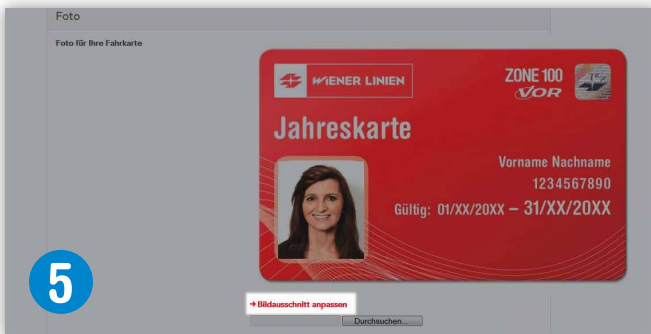 Foto
Foto für Ihre Fahrkarte
WIENER LINIEN
ZONE 100
VOR
Jahreskarte
Vorname Nachname
1234567890
Gültig: 01/XX/20XX – 31/XX/20XX
5
→ Bildausschnitt anpassen
Durchsuchen...